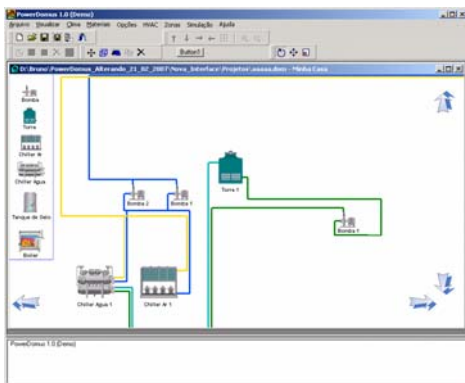 PowerDomus 1.0 (Demo)
Arquivo Visualizar Clima Materiais Opções HVAC Zonas Simulação Ajuda
Button1
D:\Bruno\PowerDomus_Alterando_21_02_2007\Nova_Interface\Projetos\aaaaa.dom - Minha Casa
Bomba
Torre
Chiller Ar
Chiller Agua
Tanque de Gelo
Boiler
Torre 1
Bomba 2
Bomba 3
Bomba 1
Chiller Agua 1
Chiller Ar 1
PowerDomus 1.0 (Demo)